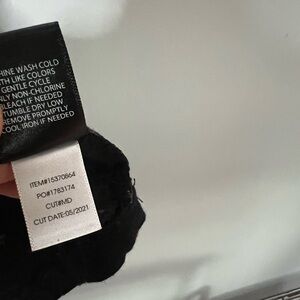 HINE WASH COLD
TH LIKE COLORS
GENTLE CYCLE
LY NON-CHLORINE
BLEACH IF NEEDED
TUMBLE DRY LOW
REMOVE PROMPTLY
COOL IRON IF NEEDED
ITEM#15370864
PO#1783174
CUT#MD
CUT DATE:05/2021